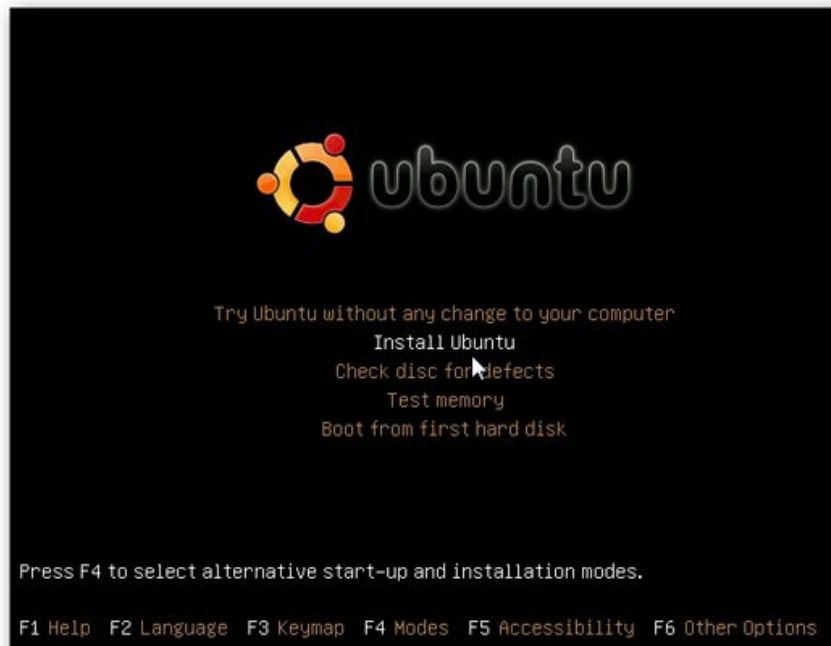 ubuntu
Try Ubuntu without any change to your computer
Install Ubuntu
Check disc for defects
Test memory
Boot from first hard disk
Press F4 to select alternative start-up and installation modes.
F1 Help F2 Language F3 Keymap F4 Modes F5 Accessibility F6 Other Options